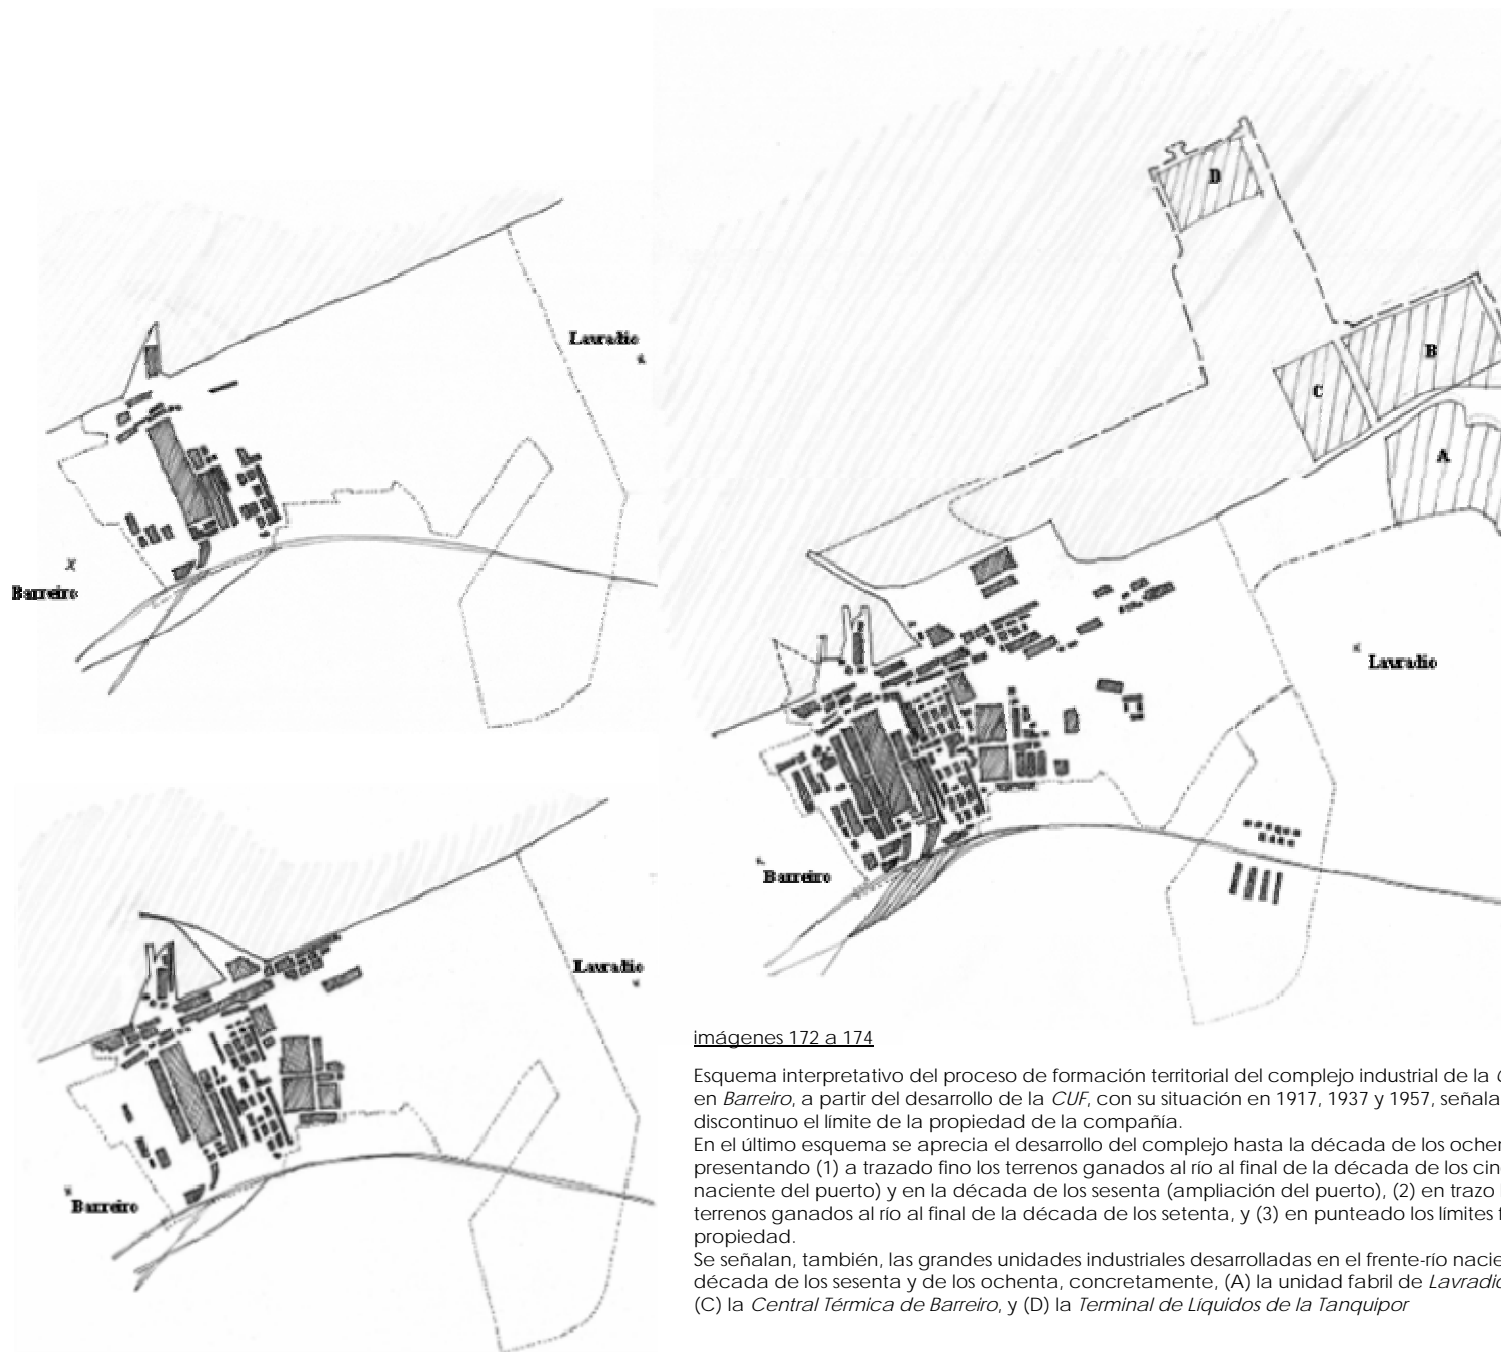 D
Lavradio
B
C
A
Barreiro
Lavradio
Barreiro
Lavradio
Barreiro
imágenes 172 a 174
Esquema interpretativo del proceso de formación territorial del complejo industrial de la
en Barreiro, a partir del desarrollo de la CUF, con su situación en 1917, 1937 y 1957, señala
discontinuo el límite de la propiedad de la compañía.
En el último esquema se aprecia el desarrollo del complejo hasta la década de los ochen
presentando (1) a trazado fino los terrenos ganados al río al final de la década de los cin
naciente del puerto) y en la década de los sesenta (ampliación del puerto), (2) en trazo
terrenos ganados al río al final de la década de los setenta, y (3) en punteado los límites f
propiedad.
Se señalan, también, las grandes unidades industriales desarrolladas en el frente-río nacie
década de los sesenta y de los ochenta, concretamente, (A) la unidad fabril de Lavradio
(C) la Central Térmica de Barreiro, y (D) la Terminal de Líquidos de la Tanquipor